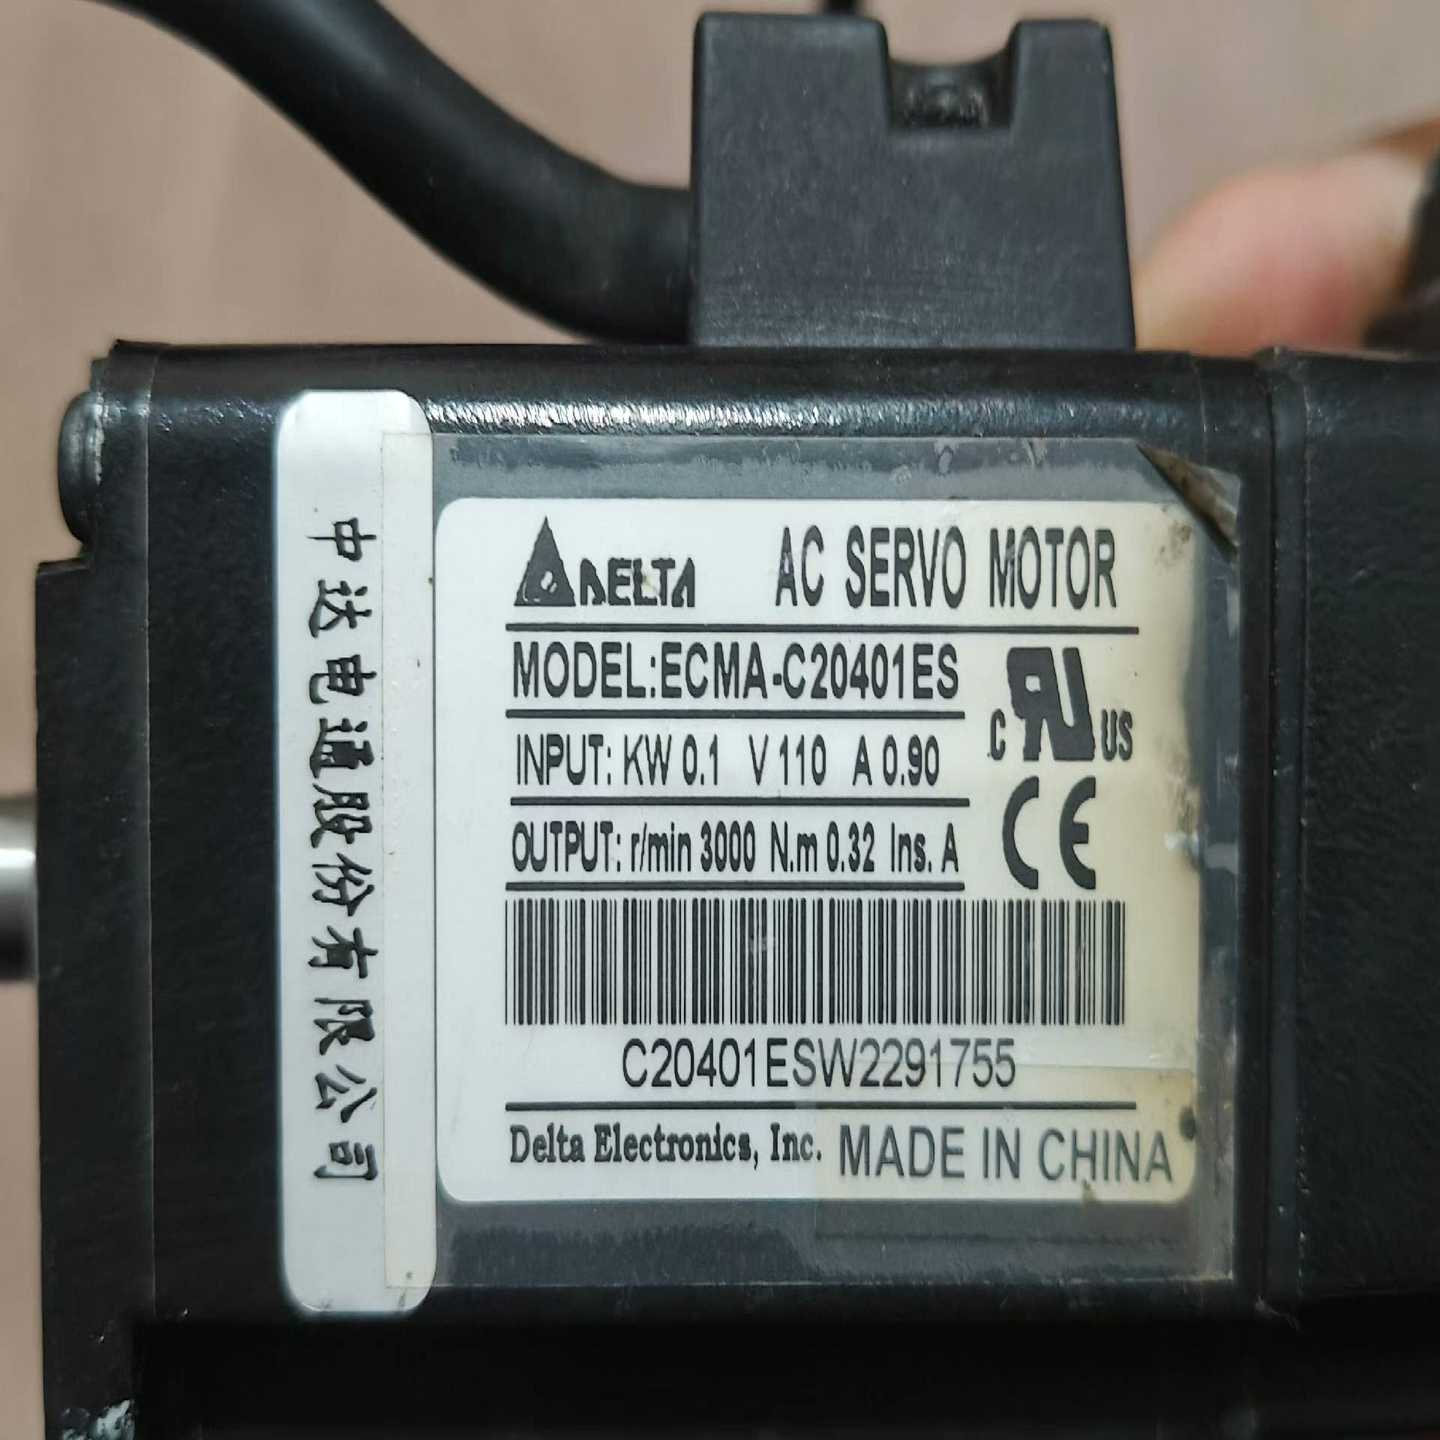 中达电通股份有限公司
DELTA AC SERVO MOTOR
MODEL:ECMA-C20401ES
INPUT: KW 0.1 V 110 A 0.90
OUTPUT: r/min 3000 N.m 0.32 Ins. A
C UR US
CE
C20401ESW2291755
Delta Electronics, Inc. MADE IN CHINA